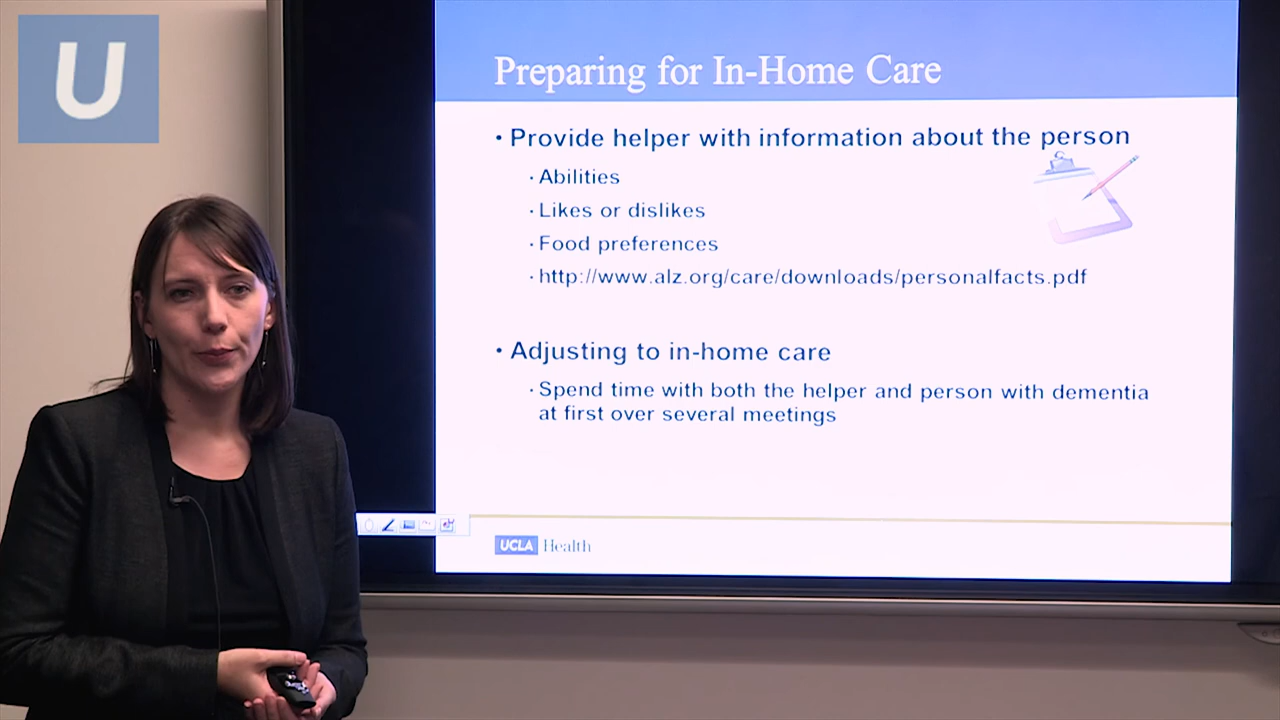 U
Preparing for In-Home Care
• Provide helper with information about the person
· Abilities
· Likes or dislikes
· Food preferences
· http://www.alz.org/care/downloads/personalfacts.pdf
• Adjusting to in-home care
· Spend time with both the helper and person with dementia
at first over several meetings
UCLA Health